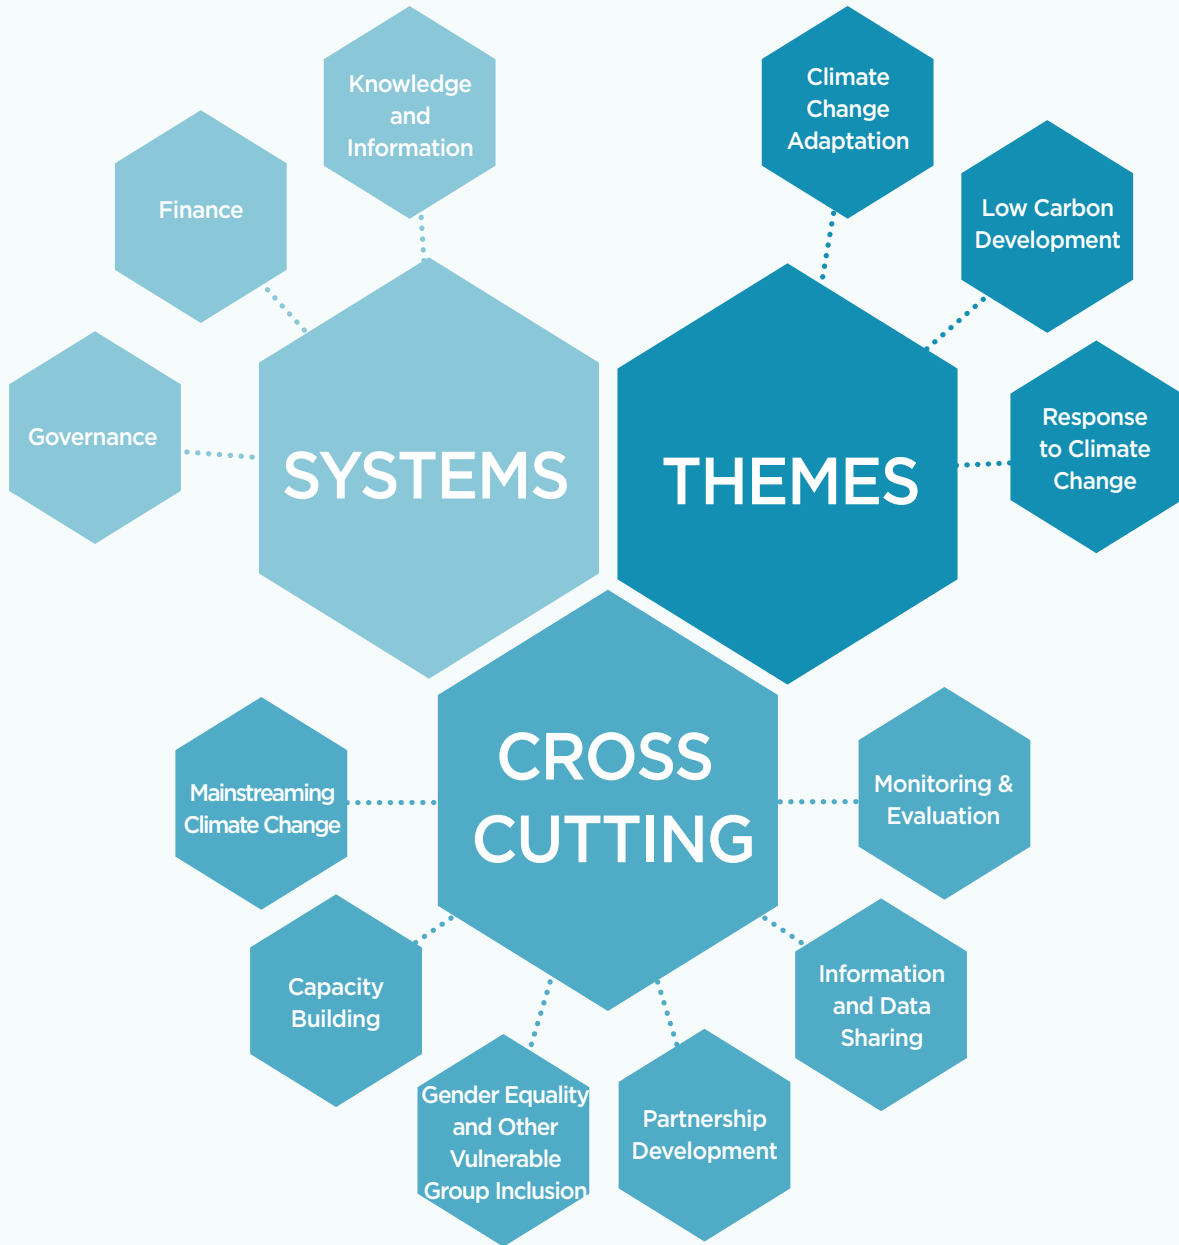 Knowledge
and
Information
Finance
Governance
SYSTEMS
Climate
Change
Adaptation
Low Carbon
Development
Response
to Climate
Change
THEMES
CROSS
CUTTING
Mainstreaming
Climate Change
Capacity
Building
Gender Equality
and Other
Vulnerable
Group Inclusion
Partnership
Development
Information
and Data
Sharing
Monitoring &
Evaluation